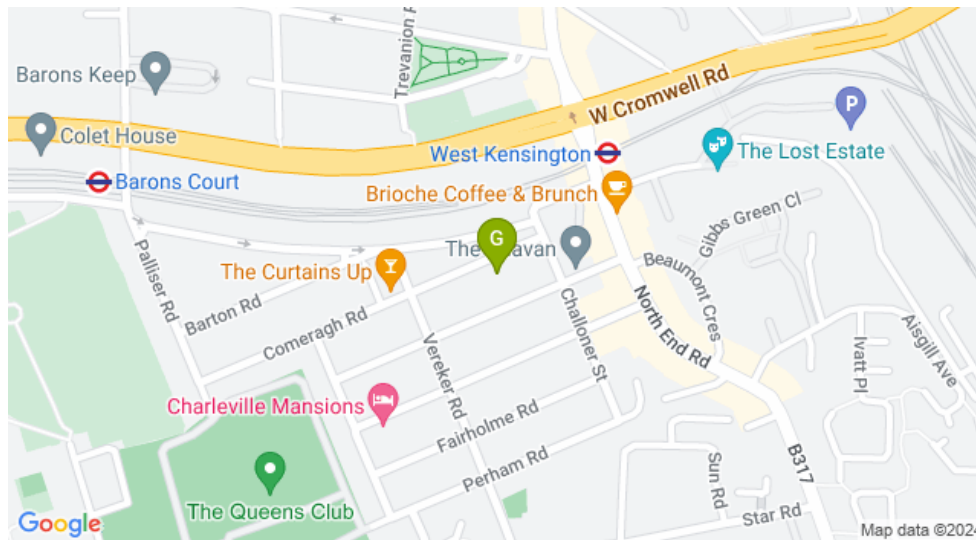 Trevanion R
Barons Keep
W Cromwell Rd
P
Colet House
West Kensington
The Lost Estate
Barons Court
Brioche Coffee & Brunch
Gibbs Green Cl
G
The
avan
Palliser Rd
The Curtains Up
Beaumont Cres
Barton Rd
Comeragh Rd
Challoner St
North End Rd
Aisgill Ave
Vereker Rd
Ivatt Pl
Charleville Mansions
Fairholme Rd
Perham Rd
B317
Sun Rd
The Queens Club
Star Rd
Google
Map data ©2024